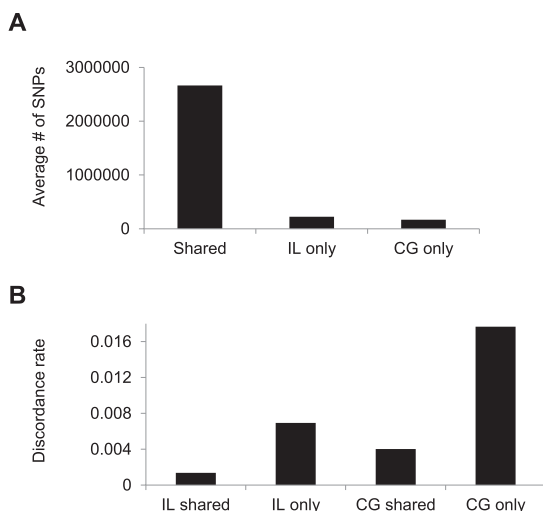 A
Average # of SNPs
3000000
2000000
1000000
0
Shared IL only CG only
B
Discordance rate
0.016
0.012
0.008
0.004
0
IL shared IL only CG shared CG only